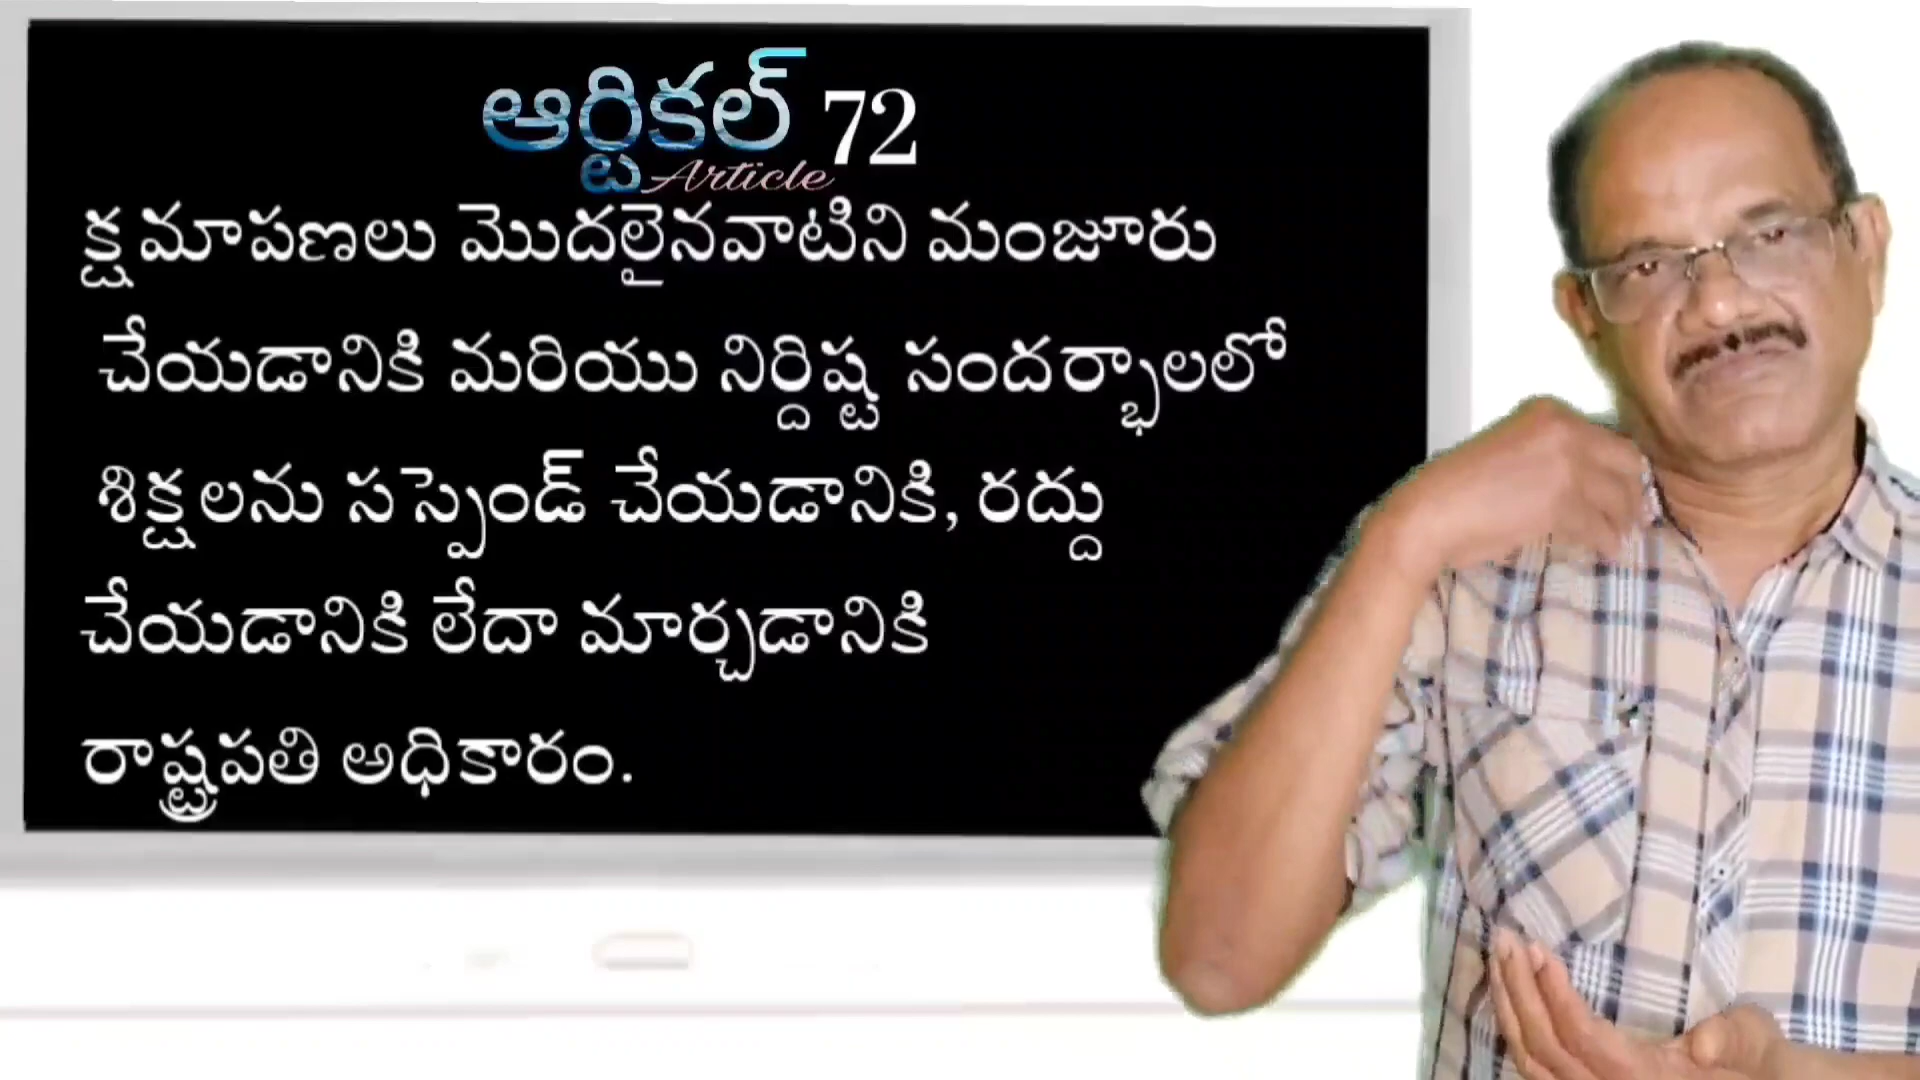 ఆర్టికల్ 72
Article
క్షమాపణలు మొదలైనవాటిని మంజూరు
చేయడానికి మరియు నిర్దిష్ట సందర్భాలలో
శిక్షలను సస్పెండ్ చేయడానికి, రద్దు
చేయడానికి లేదా మార్చడానికి
రాష్ట్రపతి అధికారం.